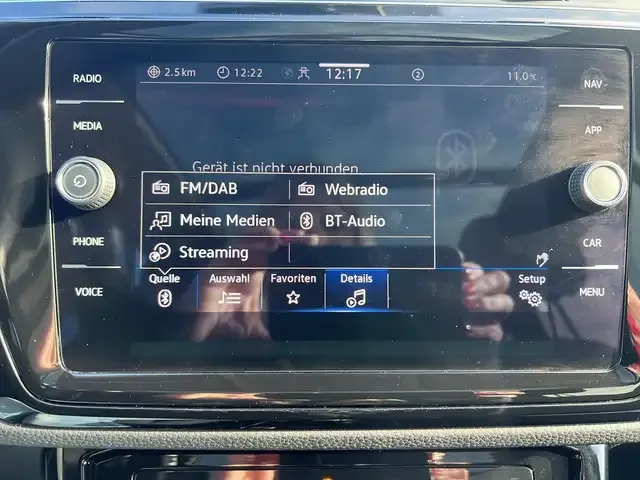 RADIO
MEDIA
PHONE
VOICE
2.5km 12:22 12:17 2 11.0°C
Gerät ist nicht verbunden
FM/DAB Webradio
Meine Medien BT-Audio
Streaming
Quelle Auswahl Favoriten Details Setup
NAV
APP
CAR
MENU